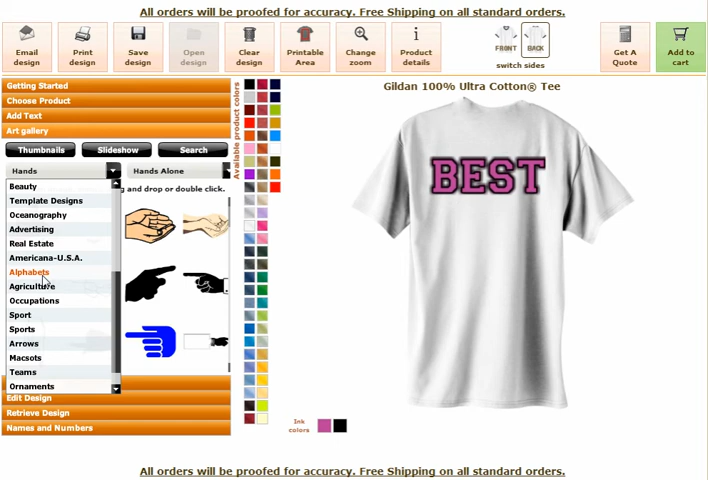 All orders will be proofed for accuracy. Free Shipping on all standard orders.
Email design
Print design
Save design
Open design
Clear design
Printable Area
Change zoom
Product details
FRONT
BACK
switch sides
Get A Quote
Add to cart
Getting Started
Choose Product
Add Text
Art gallery
Thumbnails
Slideshow
Search
Hands
Hands Alone
g and drop or double click.
Beauty
Template Designs
Oceanography
Advertising
Real Estate
Americana-U.S.A.
Alphabets
Agriculture
Occupations
Sport
Sports
Arrows
Macsots
Teams
Ornaments
Edit Design
Retrieve Design
Names and Numbers
Available product colors
Ink colors
Gildan 100% Ultra Cotton® Tee
BEST
All orders will be proofed for accuracy. Free Shipping on all standard orders.